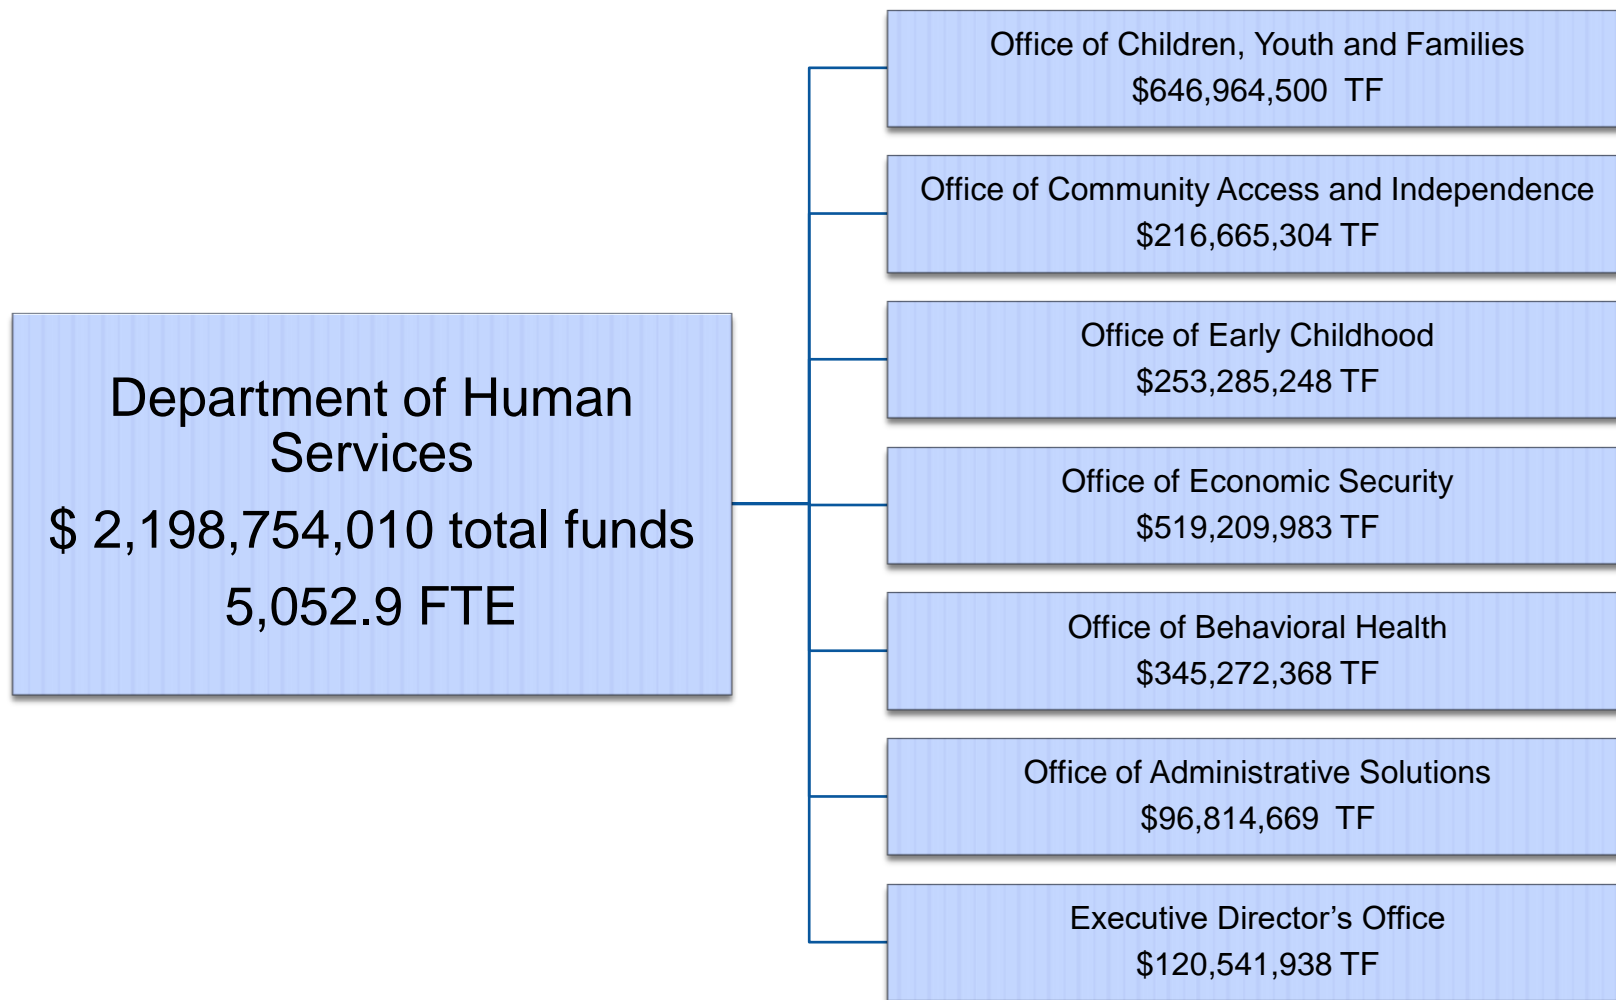 Department of Human
Services
$ 2,198,754,010 total funds
5,052.9 FTE
Office of Children, Youth and Families
$646,964,500 TF
Office of Community Access and Independence
$216,665,304 TF
Office of Early Childhood
$253,285,248 TF
Office of Economic Security
$519,209,983 TF
Office of Behavioral Health
$345,272,368 TF
Office of Administrative Solutions
$96,814,669 TF
Executive Director’s Office
$120,541,938 TF